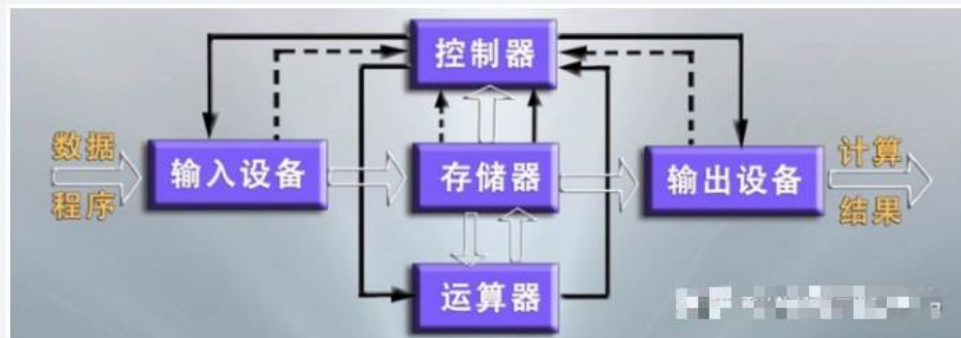 控制器
数据
程序
输入设备
存储器
输出设备
计算
结果
运算器